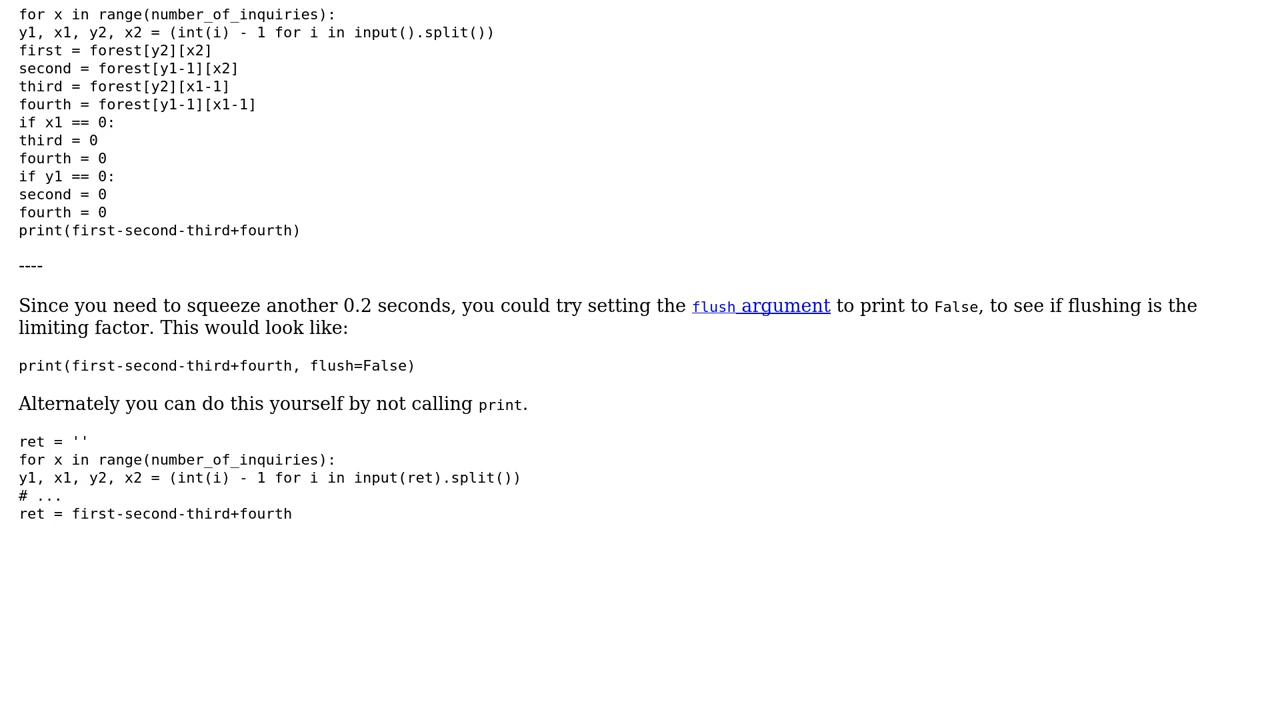 for x in range(number_of_inquiries):
y1, x1, y2, x2 = (int(i) - 1 for i in input().split())
first = forest[y2][x2]
second = forest[y1-1][x2]
third = forest[y2][x1-1]
fourth = forest[y1-1][x1-1]
if x1 == 0:
third = 0
fourth = 0
if y1 == 0:
second = 0
fourth = 0
print(first-second-third+fourth)
----
Since you need to squeeze another 0.2 seconds, you could try setting the flush argument to print to False, to see if flushing is the
limiting factor. This would look like:
print(first-second-third+fourth, flush=False)
Alternately you can do this yourself by not calling print.
ret = ''
for x in range(number_of_inquiries):
y1, x1, y2, x2 = (int(i) - 1 for i in input(ret).split())
# ...
ret = first-second-third+fourth